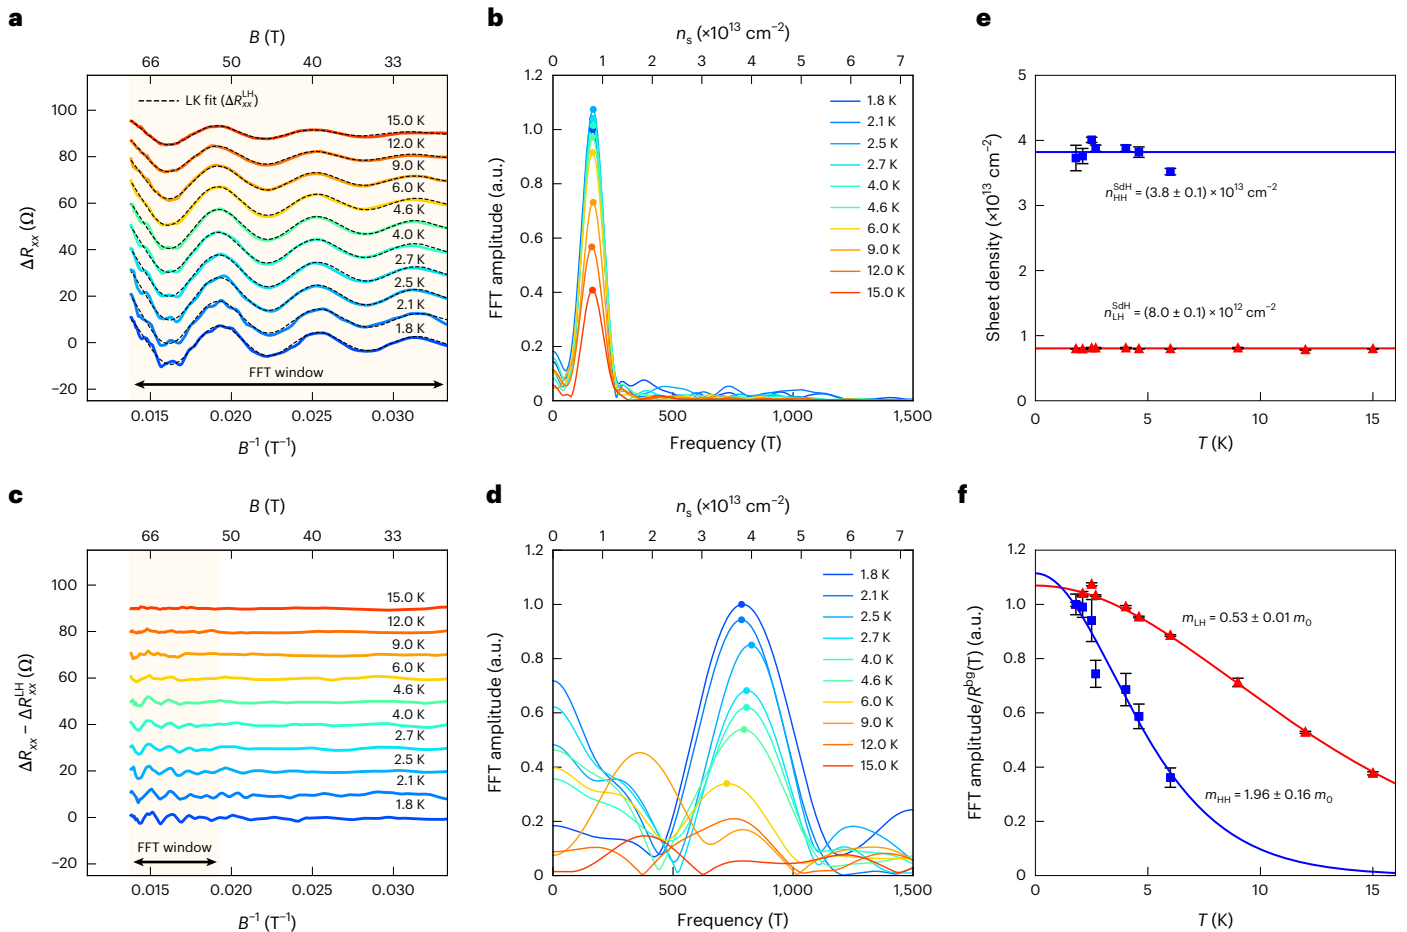 a
B (T)
66 50 40 33
LK fit (ΔR_xx^LH)
15.0 K
12.0 K
9.0 K
6.0 K
4.6 K
4.0 K
2.7 K
2.5 K
2.1 K
1.8 K
FFT window
100
80
60
40
20
0
−20
ΔR_xx (Ω)
0.015 0.020 0.025 0.030
B⁻¹ (T⁻¹)
b
n_s (×10¹³ cm⁻²)
0 1 2 3 4 5 6 7
1.2
1.0
0.8
0.6
0.4
0.2
0
FFT amplitude (a.u.)
1.8 K
2.1 K
2.5 K
2.7 K
4.0 K
4.6 K
6.0 K
9.0 K
12.0 K
15.0 K
0 500 1,000 1,500
Frequency (T)
e
5
4
3
2
1
0
Sheet density (×10¹³ cm⁻²)
n_HH^SdH = (3.8 ± 0.1) × 10¹³ cm⁻²
n_LH^SdH = (8.0 ± 0.1) × 10¹² cm⁻²
0 5 10 15
T (K)
c
B (T)
66 50 40 33
15.0 K
12.0 K
9.0 K
6.0 K
4.6 K
4.0 K
2.7 K
2.5 K
2.1 K
1.8 K
FFT window
100
80
60
40
20
0
−20
ΔR_xx − ΔR_xx^LH (Ω)
0.015 0.020 0.025 0.030
B⁻¹ (T⁻¹)
d
n_s (×10¹³ cm⁻²)
0 1 2 3 4 5 6 7
1.2
1.0
0.8
0.6
0.4
0.2
0
FFT amplitude (a.u.)
1.8 K
2.1 K
2.5 K
2.7 K
4.0 K
4.6 K
6.0 K
9.0 K
12.0 K
15.0 K
0 500 1,000 1,500
Frequency (T)
f
1.2
1.0
0.8
0.6
0.4
0.2
0
FFT amplitude/R^bg(T) (a.u.)
m_LH = 0.53 ± 0.01 m_0
m_HH = 1.96 ± 0.16 m_0
0 5 10 15
T (K)